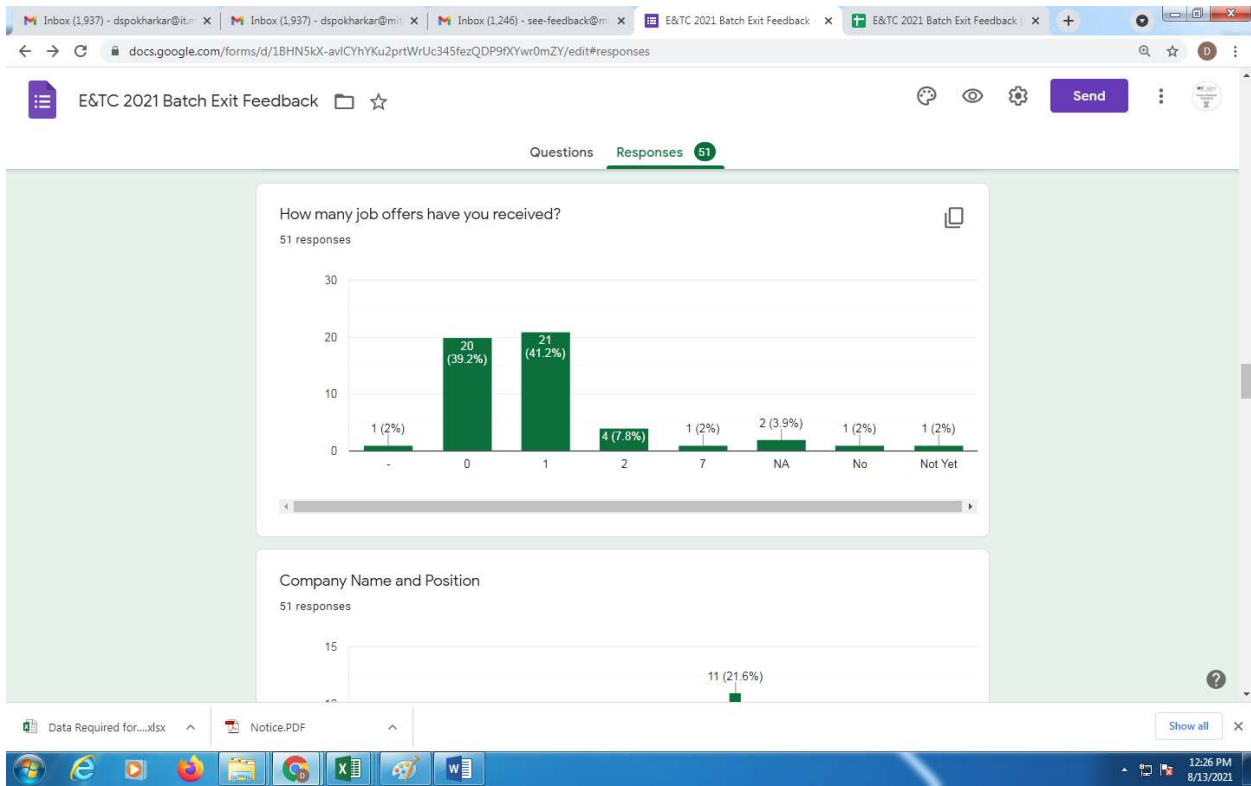 Inbox (1,937) - dspokharkar@it.m
Inbox (1,937) - dspokharkar@mit
Inbox (1,246) - see-feedback@m
E&TC 2021 Batch Exit Feedback -
E&TC 2021 Batch Exit Feedback (
docs.google.com/forms/d/1BHN5kX-avlCYhYKu2prtWrUc345fezQDP9fXYwr0mZY/edit#responses
D
E&TC 2021 Batch Exit Feedback
Send
Questions Responses 51
How many job offers have you received?
51 responses
30
20
10
0
1 (2%)
20
(39.2%)
21
(41.2%)
4 (7.8%)
1 (2%)
2 (3.9%)
1 (2%)
1 (2%)
- 0 1 2 7 NA No Not Yet
Company Name and Position
51 responses
15
11 (21.6%)
Data Required for....xlsx
Notice.PDF
Show all
12:26 PM
8/13/2021